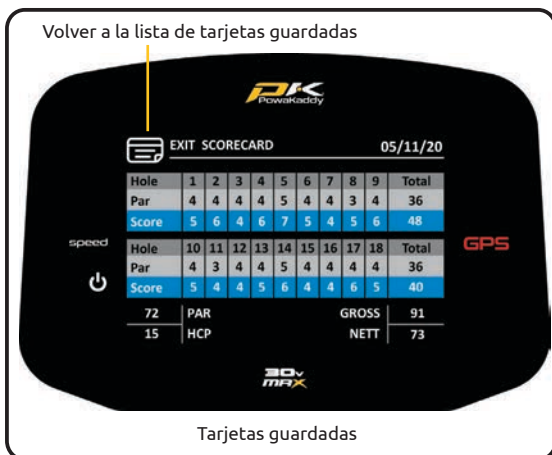 Volver a la lista de tarjetas guardadas
PK
PowaKaddy
EXIT SCORECARD 05/11/20
Hole 1 2 3 4 5 6 7 8 9 Total
Par 4 4 4 4 5 4 4 3 4 36
Score 5 6 4 6 7 5 4 5 6 48
speed
GPS
Hole 10 11 12 13 14 15 16 17 18 Total
Par 4 3 4 4 5 4 4 4 4 36
Score 5 4 4 5 6 4 4 6 5 40
72 PAR GROSS 91
15 HCP NETT 73
30v
MAX
Tarjetas guardadas